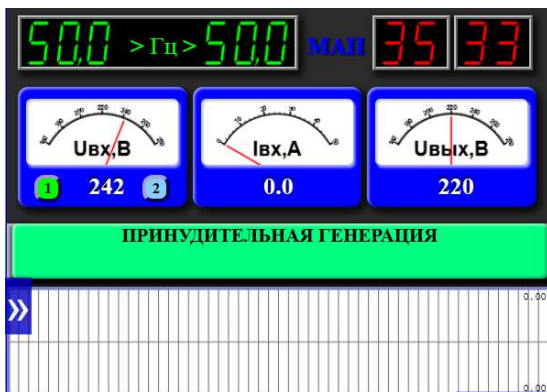 50,0 > Гц > 50,0 МАП 35 33
Uвх,В Iвх,А Uвых,В
1 242 2 0.0 220
ПРИНУДИТЕЛЬНАЯ ГЕНЕРАЦИЯ
»
0.00
0.00